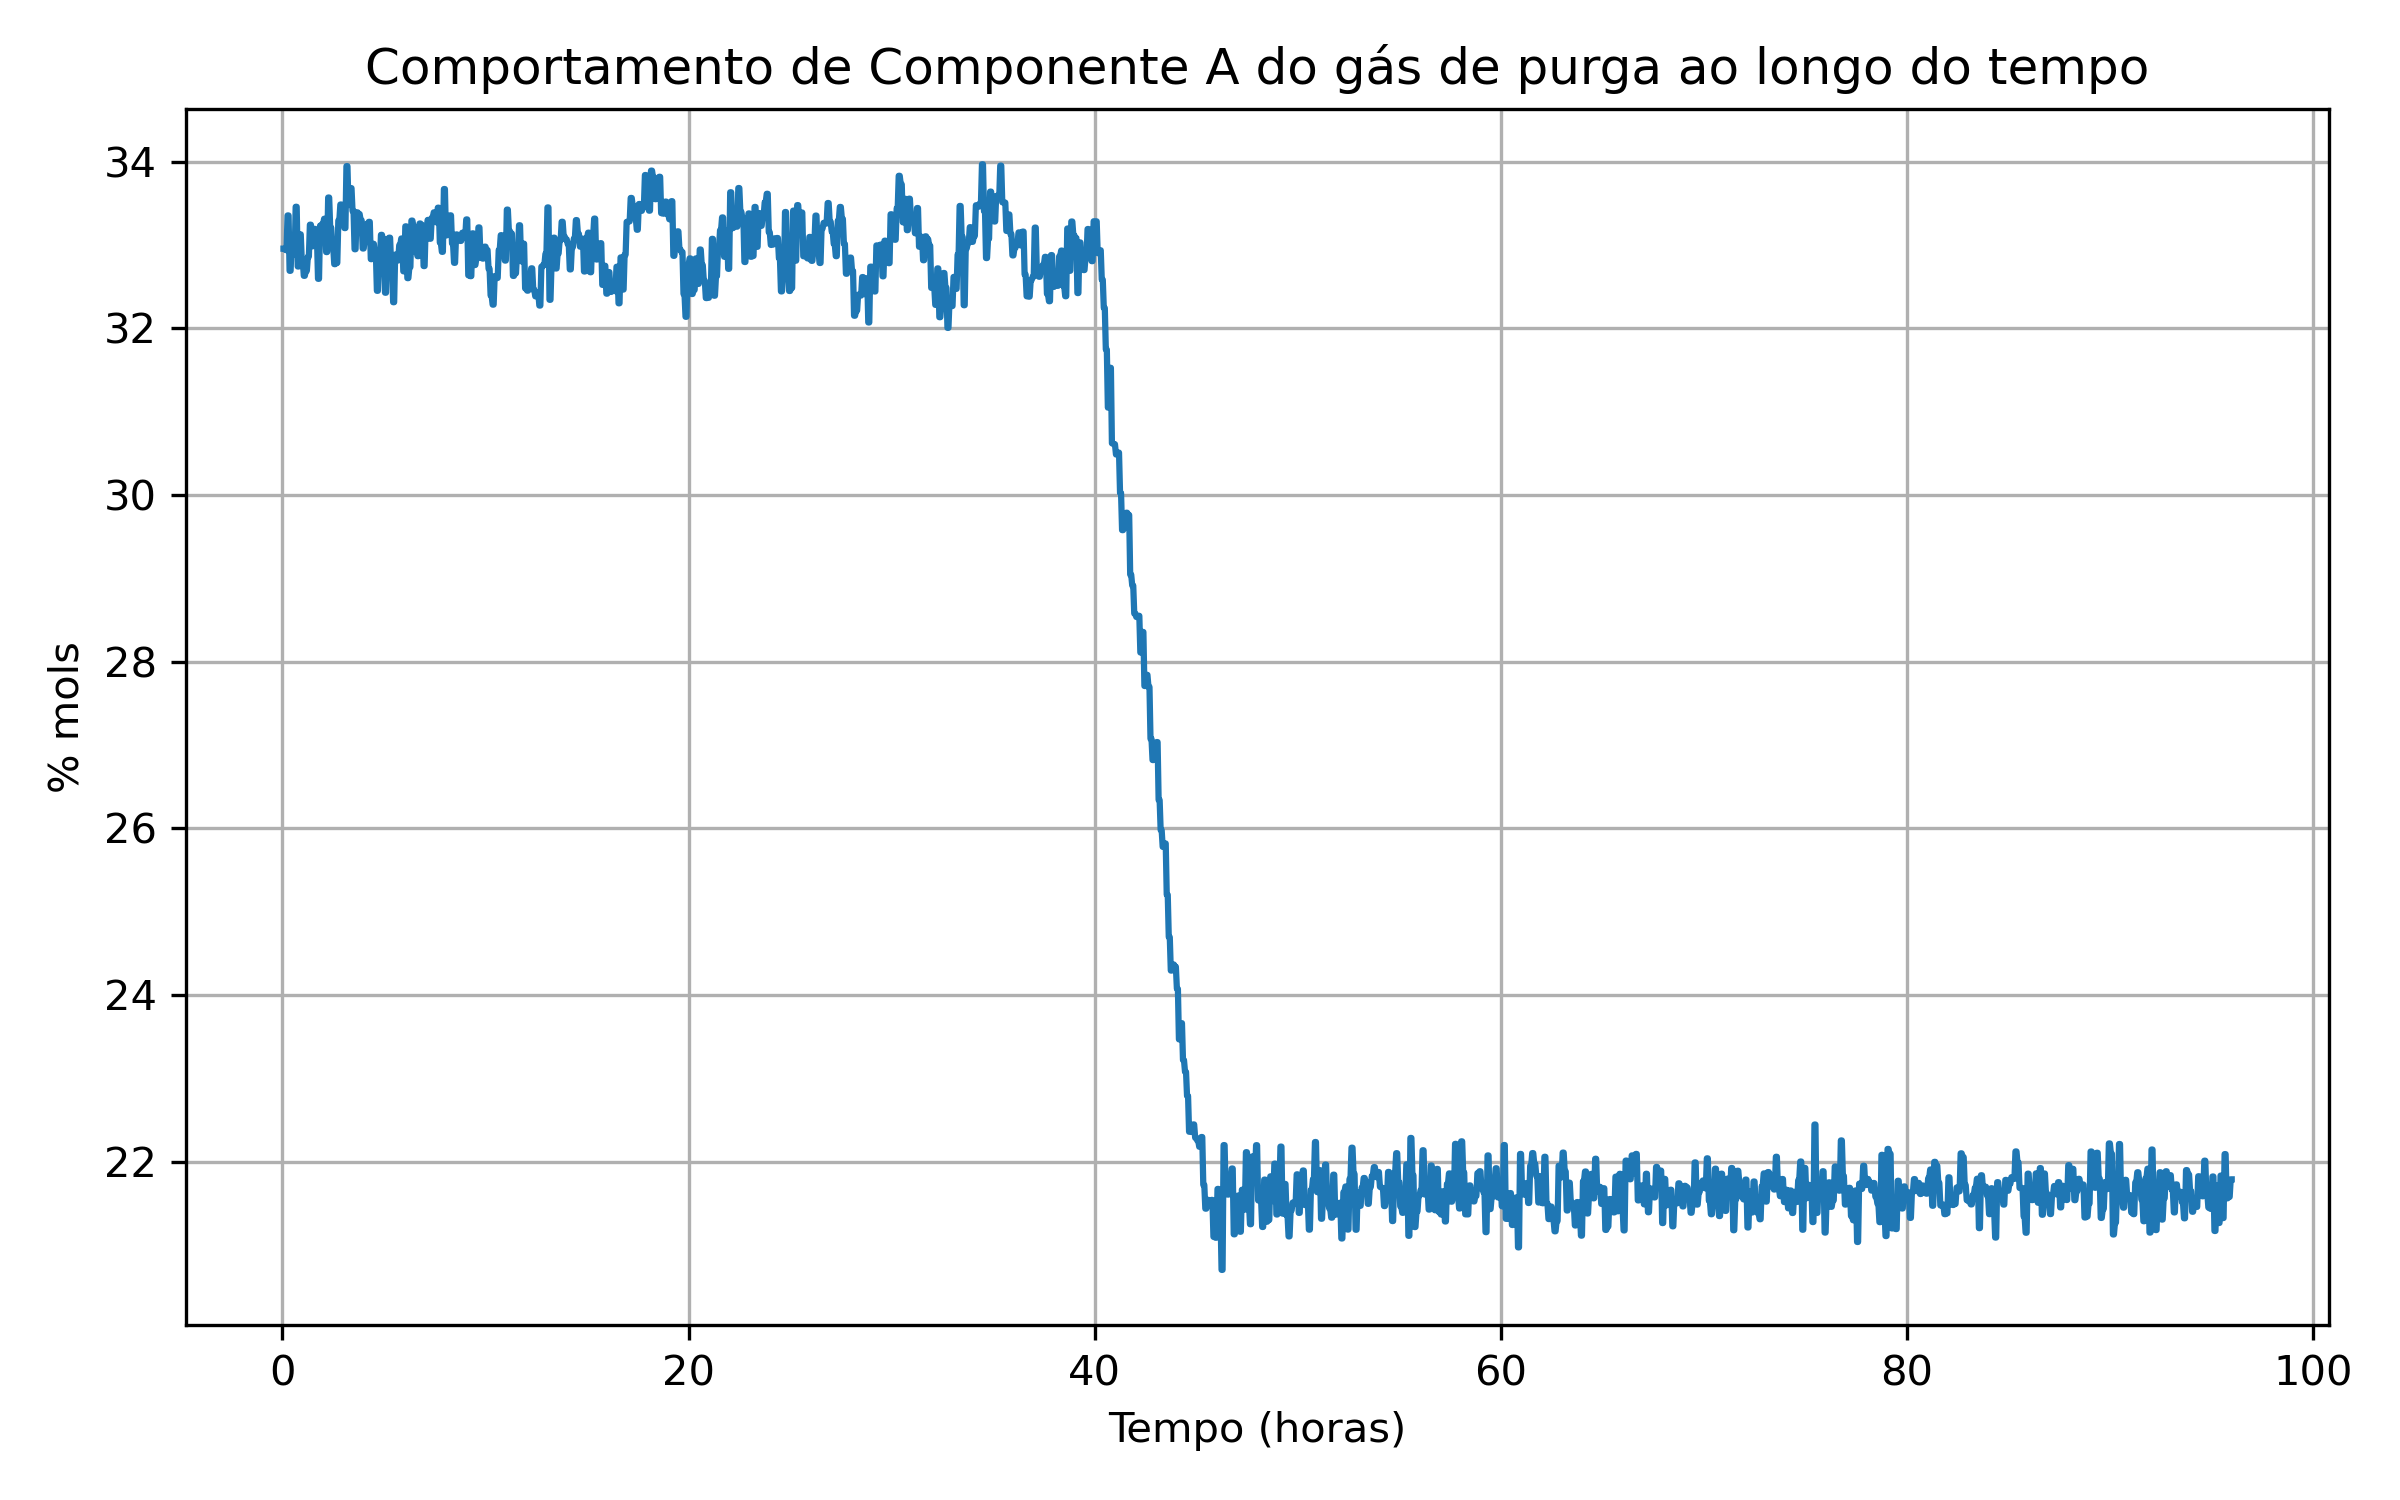 Comportamento de Componente A do gás de purga ao longo do tempo
34
32
30
28
26
24
22
% mols
0 20 40 60 80 100
Tempo (horas)